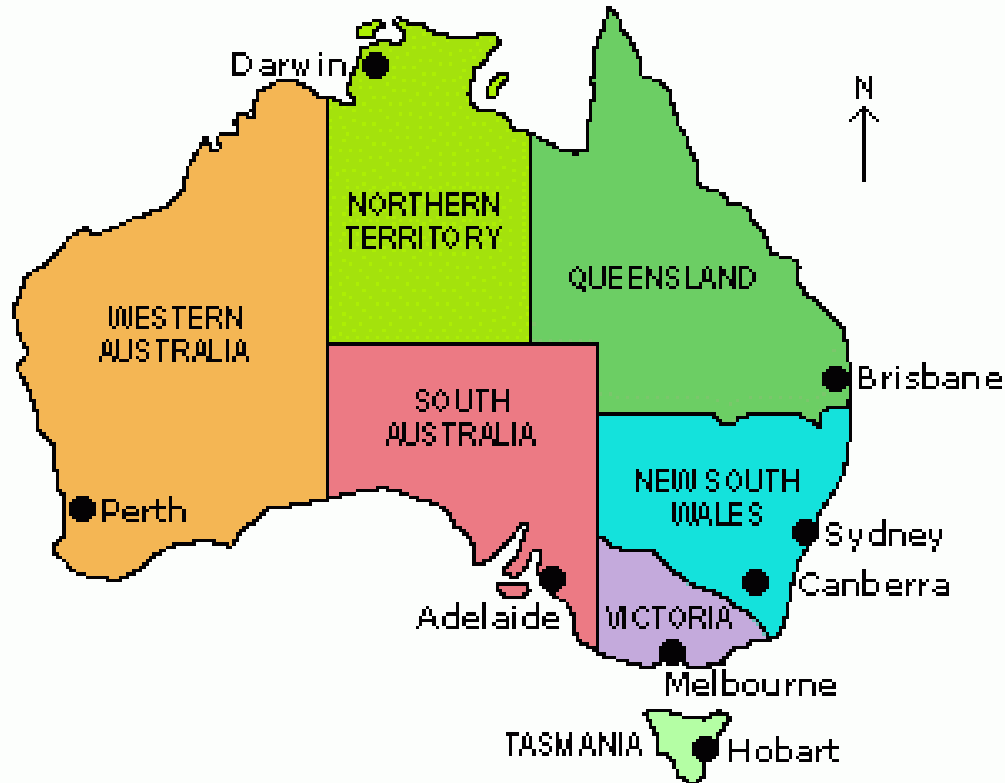 Darwin
N
NORTHERN
TERRITORY
QUEENSLAND
WESTERN
AUSTRALIA
Brisbane
SOUTH
AUSTRALIA
NEW SOUTH
WALES
Perth
Sydney
Canberra
Adelaide
VICTORIA
Melbourne
TASMANIA
Hobart